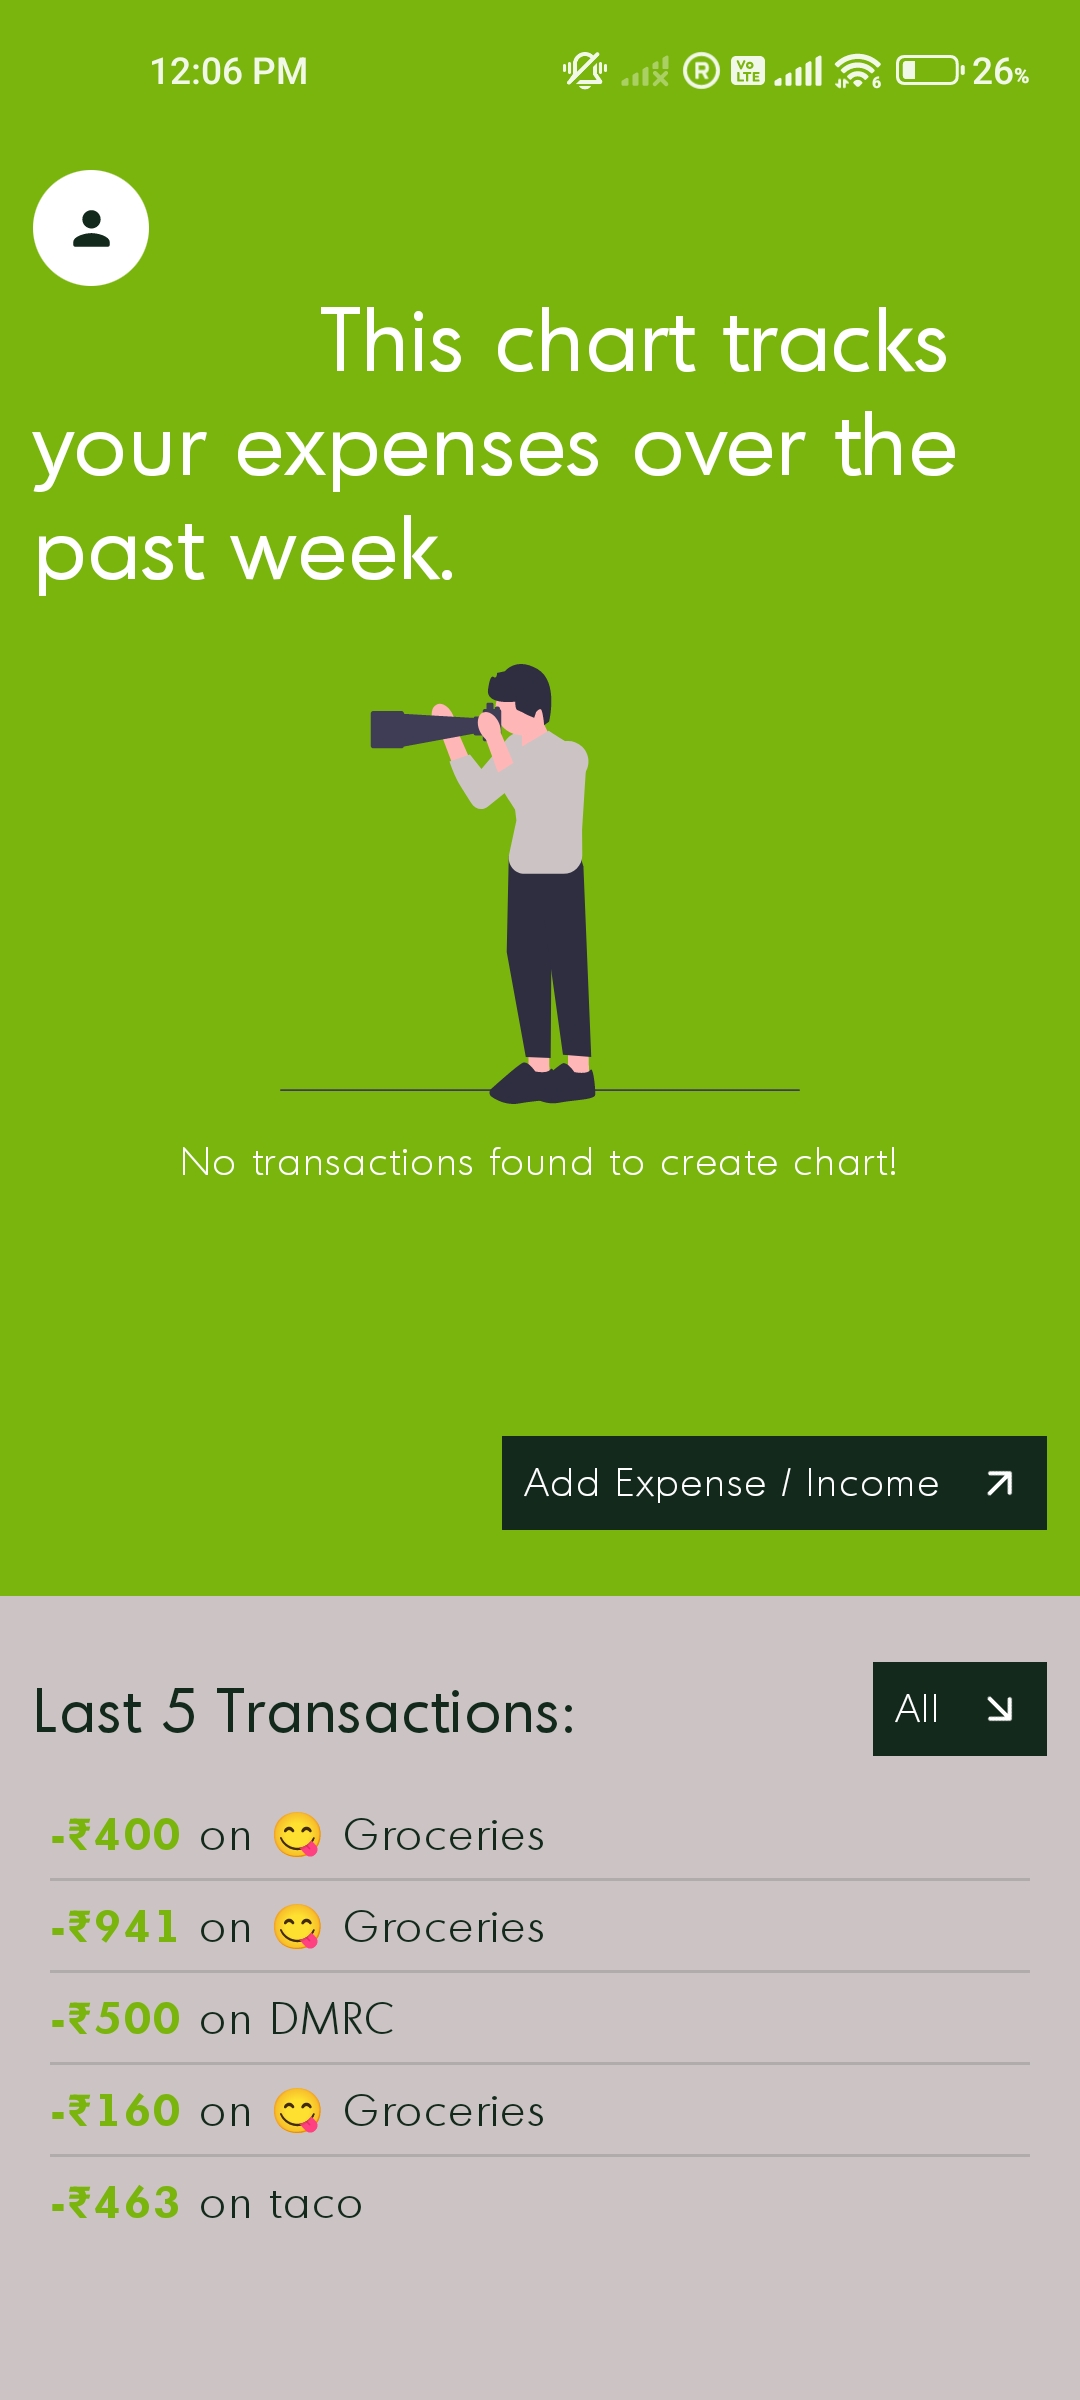 12:06 PM
R
Vo
LTE
6
26%
This chart tracks
your expenses over the
past week.
No transactions found to create chart!
Add Expense / Income
Last 5 Transactions:
All
-₹400 on 😋 Groceries
-₹941 on 😋 Groceries
-₹500 on DMRC
-₹160 on 😋 Groceries
-₹463 on taco